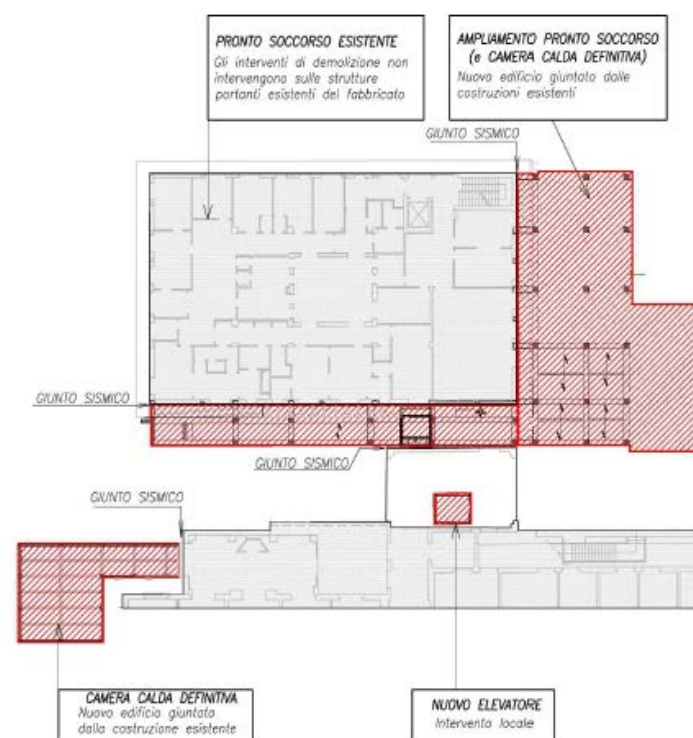 PRONTO SOCCORSO ESISTENTE
Gli interventi di demolizione non
intervengono sulle strutture
portanti esistenti del fabbricato
AMPLIAMENTO PRONTO SOCCORSO
(e CAMERA CALDA DEFINITIVA)
Nuovo edificio giuntato dalle
costruzioni esistenti
GIUNTO SISMICO
GIUNTO SISMICO
GIUNTO SISMICO
GIUNTO SISMICO
CAMERA CALDA DEFINITIVA
Nuovo edificio giuntato
dalla costruzione esistente
NUOVO ELEVATORE
Intervento locale